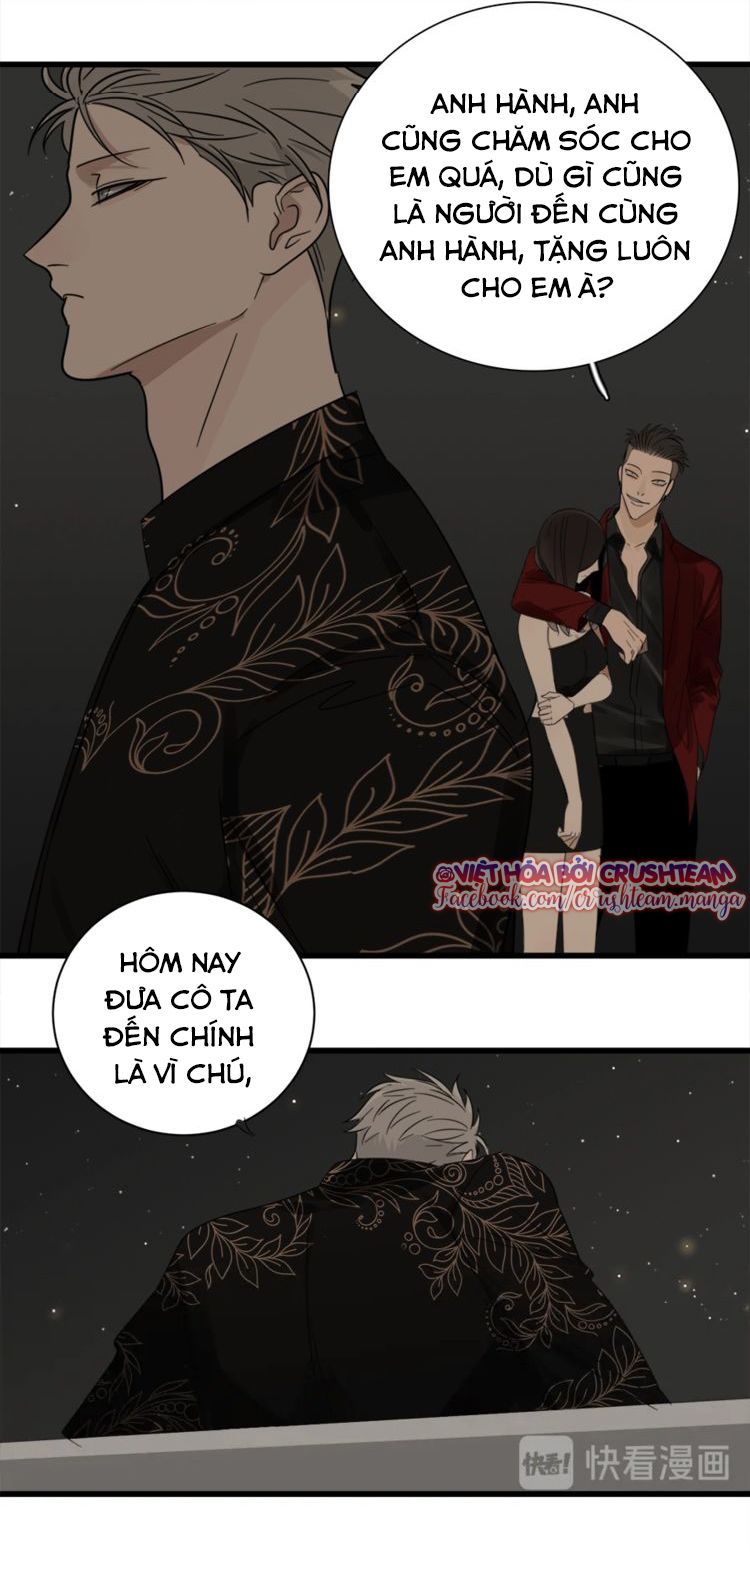 ANH HÀNH, ANH
CŨNG CHĂM SÓC CHO
EM QUÁ, DÙ GÌ CŨNG
LÀ NGƯỜI ĐẾN CÙNG
ANH HÀNH, TẶNG LUÔN
CHO EM À?
@VIỆT HÓA BỞI CRUSHTEAM
Facebook.com/crushteam.manga
HÔM NAY
ĐƯA CÔ TA
ĐẾN CHÍNH
LÀ VÌ CHÚ,
快看! 快看漫画